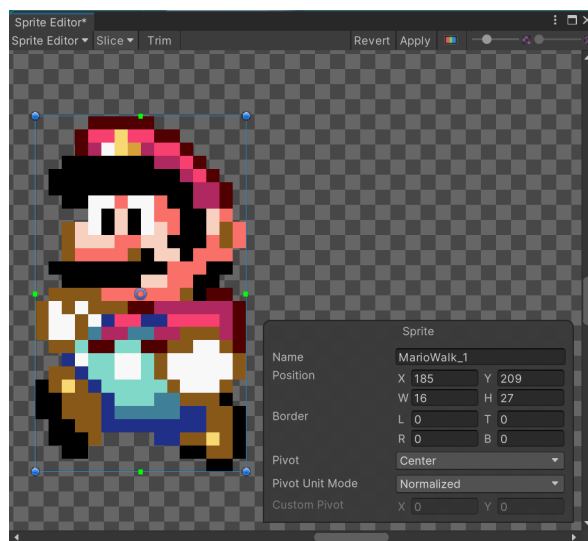 Sprite Editor*
Sprite Editor Slice Trim Revert Apply
Sprite
Name MarioWalk_1
Position X 185 Y 209
W 16 H 27
Border L 0 T 0
R 0 B 0
Pivot Center
Pivot Unit Mode Normalized
Custom Pivot X 0 Y 0